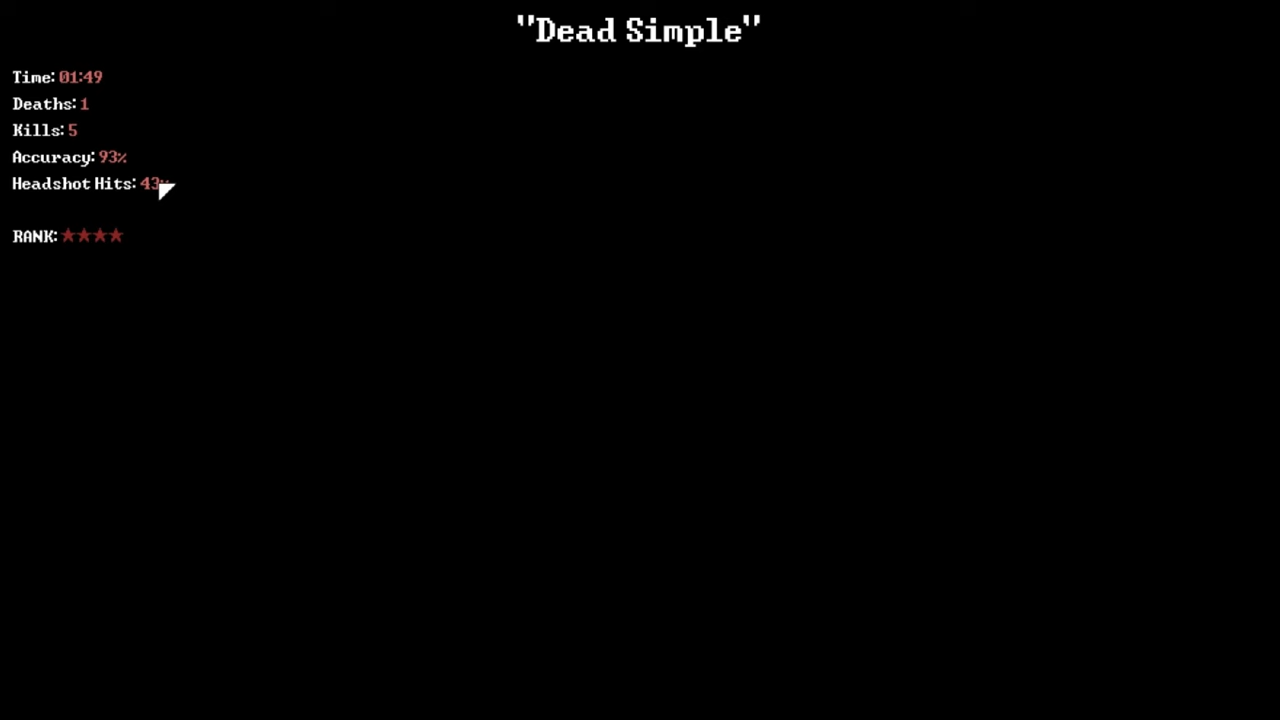 "Dead Simple"
Time: 01:49
Deaths: 1
Kills: 5
Accuracy: 93%
Headshot Hits: 43%
RANK: ★★★★